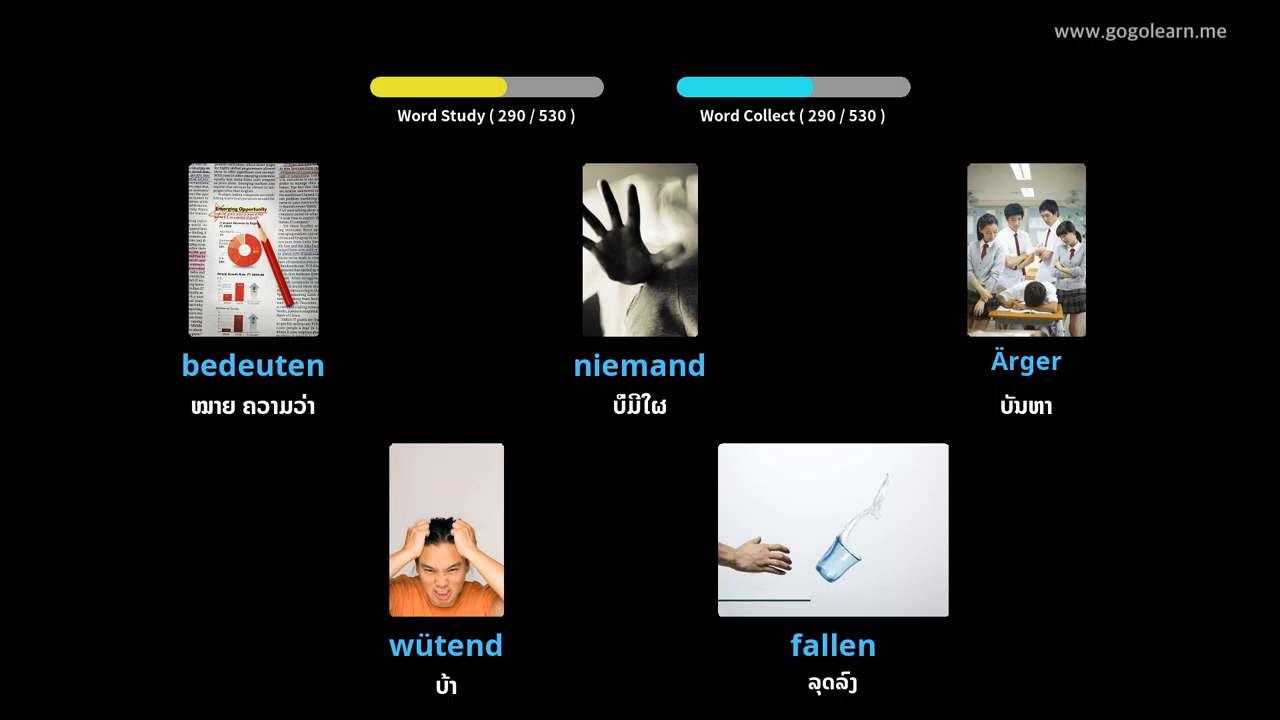 www.gogolearn.me
Word Study ( 290 / 530 )
Word Collect ( 290 / 530 )
Emerging Opportunity
bedeuten
niemand
Ärger
ໝາຍ ຄວາມວ່າ
ບໍ່ມີໃຜ
ບັນຫາ
wütend
fallen
ບ້າ
ລຸດລົງ